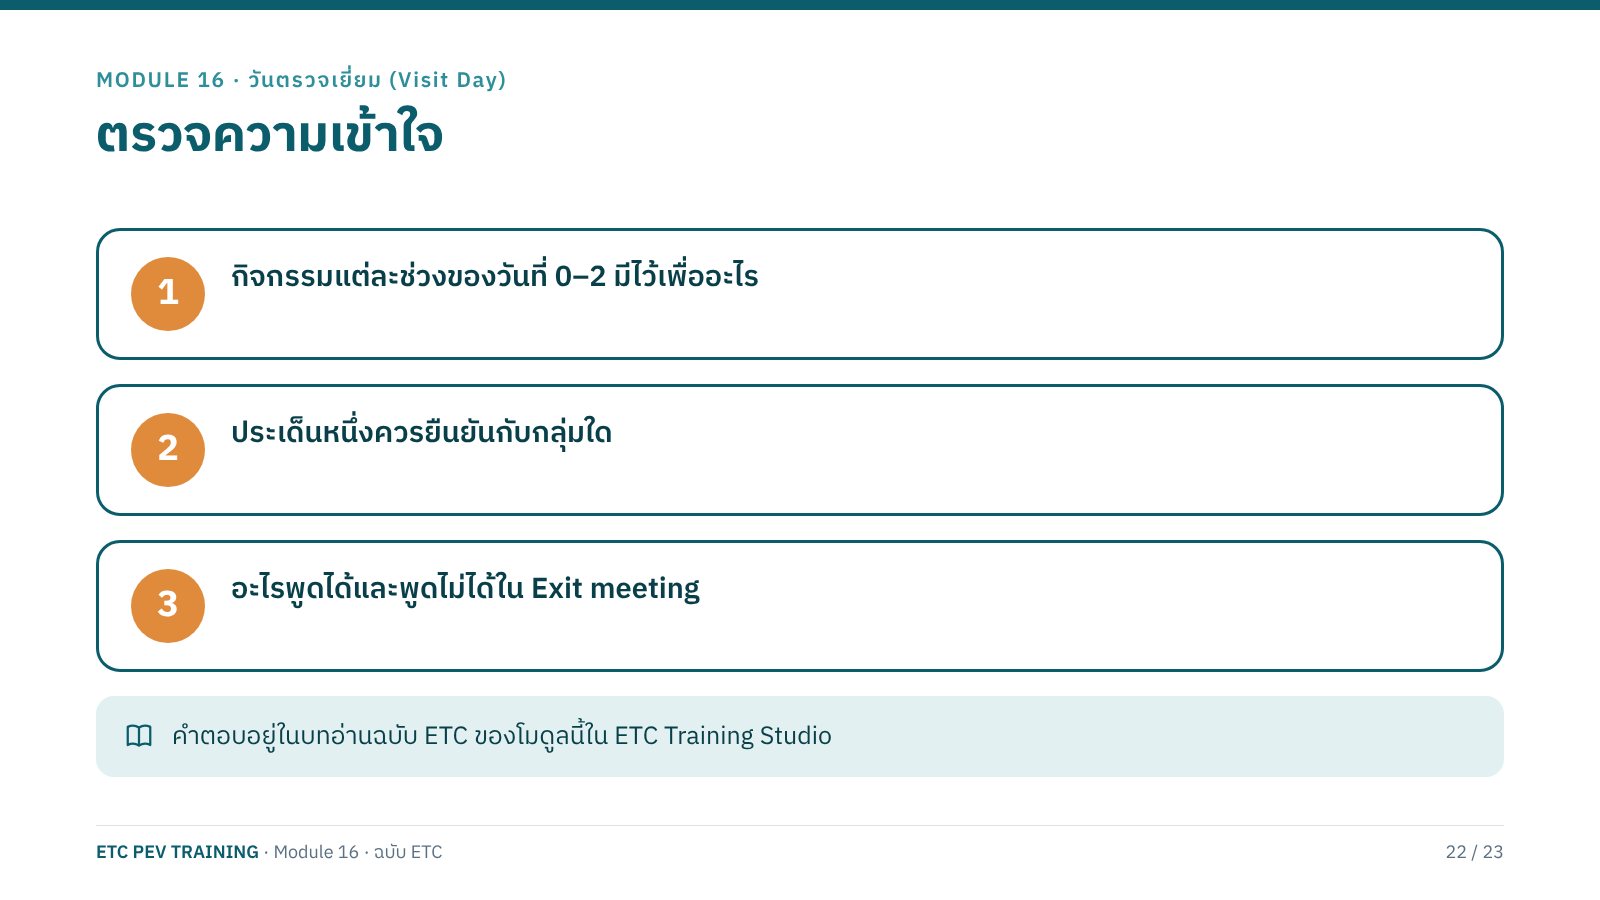 MODULE 16 · วันตรวจเยี่ยม (Visit Day)
ตรวจความเข้าใจ
1 กิจกรรมแต่ละช่วงของวันที่ 0–2 มีไว้เพื่ออะไร
2 ประเด็นหนึ่งควรยืนยันกับกลุ่มใด
3 อะไรพูดได้และพูดไม่ได้ใน Exit meeting
คำตอบอยู่ในบทอ่านฉบับ ETC ของโมดูลนี้ใน ETC Training Studio
ETC PEV TRAINING · Module 16 · ฉบับ ETC
22 / 23